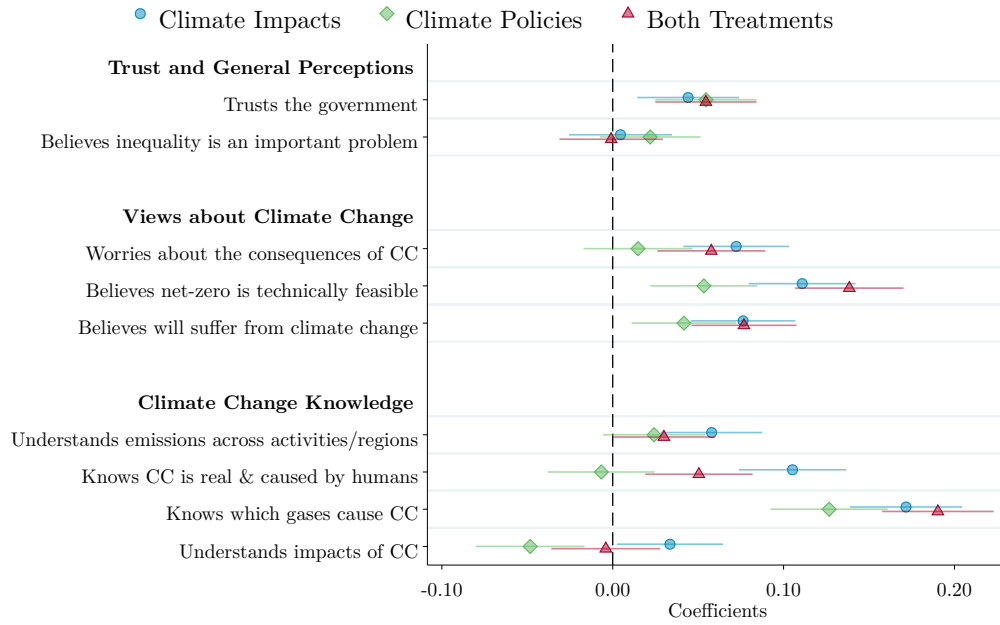 Climate Impacts Climate Policies Both Treatments
Trust and General Perceptions
Trusts the government
Believes inequality is an important problem
Views about Climate Change
Worries about the consequences of CC
Believes net-zero is technically feasible
Believes will suffer from climate change
Climate Change Knowledge
Understands emissions across activities/regions
Knows CC is real & caused by humans
Knows which gases cause CC
Understands impacts of CC
-0.10 0.00 0.10 0.20
Coefficients